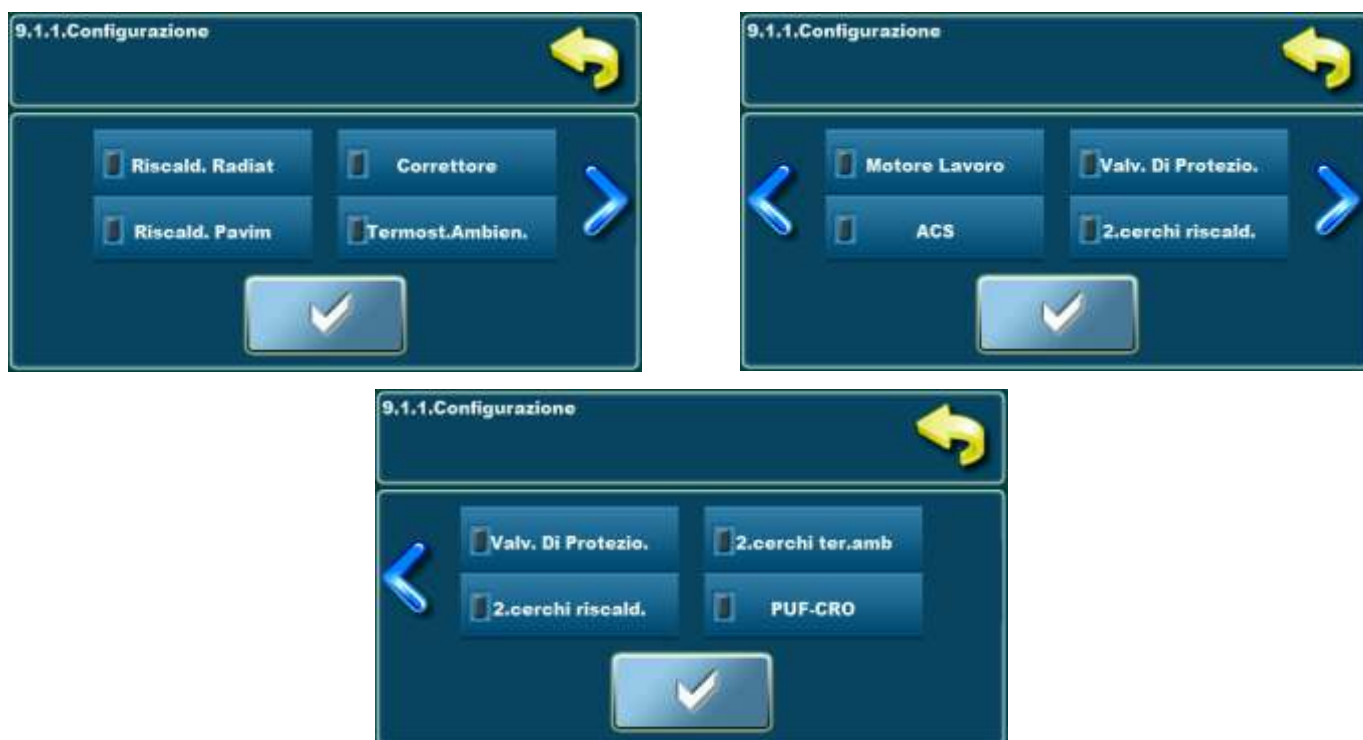 9.1.1.Configurazione
Riscald. Radiat
Correttore
Riscald. Pavim
Termost.Ambien.
9.1.1.Configurazione
Motore Lavoro
Valv. Di Protezio.
ACS
2.cerchi riscald.
9.1.1.Configurazione
Valv. Di Protezio.
2.cerchi ter.amb
2.cerchi riscald.
PUF-CRO